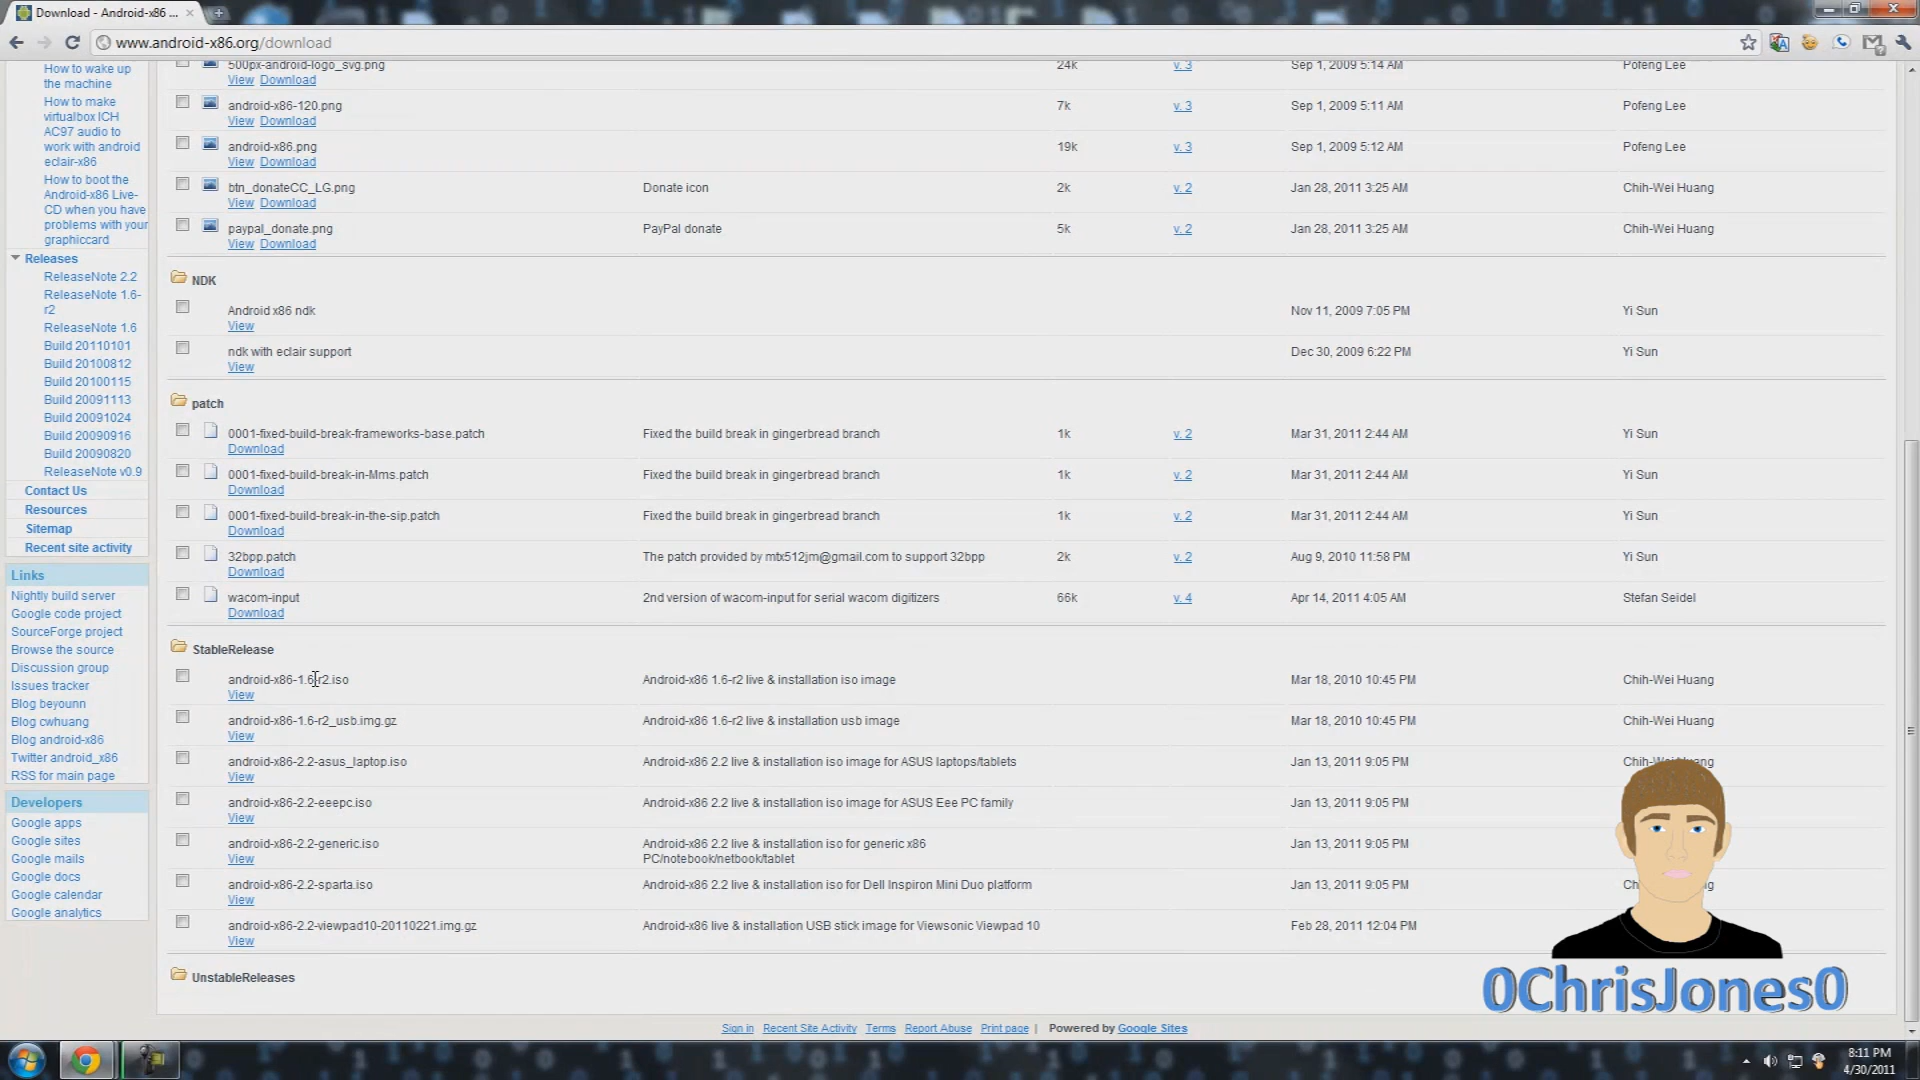 Download - Android-x86 ...
www.android-x86.org/download
How to wake up
the machine
How to make
virtualbox ICH
AC97 audio to
work with android
eclair-x86
How to boot the
Android-x86 Live-
CD when you have
problems with your
graphiccard
Releases
ReleaseNote 2.2
ReleaseNote 1.6-
r2
ReleaseNote 1.6
Build 20110101
Build 20100812
Build 20100115
Build 20091113
Build 20091024
Build 20090916
Build 20090820
ReleaseNote v0.9
Contact Us
Resources
Sitemap
Recent site activity
Links
Nightly build server
Google code project
SourceForge project
Browse the source
Discussion group
Issues tracker
Blog beyounn
Blog cwhuang
Blog android-x86
Twitter android_x86
RSS for main page
Developers
Google apps
Google sites
Google mails
Google docs
Google calendar
Google analytics
500px-android-logo_svg.png 24k v. 3 Sep 1, 2009 5:14 AM Pofeng Lee
View Download
android-x86-120.png 7k v. 3 Sep 1, 2009 5:11 AM Pofeng Lee
View Download
android-x86.png 19k v. 3 Sep 1, 2009 5:12 AM Pofeng Lee
View Download
btn_donateCC_LG.png Donate icon 2k v. 2 Jan 28, 2011 3:25 AM Chih-Wei Huang
View Download
paypal_donate.png PayPal donate 5k v. 2 Jan 28, 2011 3:25 AM Chih-Wei Huang
View Download
NDK
Android x86 ndk Nov 11, 2009 7:05 PM Yi Sun
View
ndk with eclair support Dec 30, 2009 6:22 PM Yi Sun
View
patch
0001-fixed-build-break-frameworks-base.patch Fixed the build break in gingerbread branch 1k v. 2 Mar 31, 2011 2:44 AM Yi Sun
Download
0001-fixed-build-break-in-Mms.patch Fixed the build break in gingerbread branch 1k v. 2 Mar 31, 2011 2:44 AM Yi Sun
Download
0001-fixed-build-break-in-the-sip.patch Fixed the build break in gingerbread branch 1k v. 2 Mar 31, 2011 2:44 AM Yi Sun
Download
32bpp.patch The patch provided by mtx512jm@gmail.com to support 32bpp 2k v. 2 Aug 9, 2010 11:58 PM Yi Sun
Download
wacom-input 2nd version of wacom-input for serial wacom digitizers 66k v. 4 Apr 14, 2011 4:05 AM Stefan Seidel
Download
StableRelease
android-x86-1.6-r2.iso Android-x86 1.6-r2 live & installation iso image Mar 18, 2010 10:45 PM Chih-Wei Huang
View
android-x86-1.6-r2_usb.img.gz Android-x86 1.6-r2 live & installation usb image Mar 18, 2010 10:45 PM Chih-Wei Huang
View
android-x86-2.2-asus_laptop.iso Android-x86 2.2 live & installation iso image for ASUS laptops/tablets Jan 13, 2011 9:05 PM
View
android-x86-2.2-eeepc.iso Android-x86 2.2 live & installation iso image for ASUS Eee PC family Jan 13, 2011 9:05 PM
View
android-x86-2.2-generic.iso Android-x86 2.2 live & installation iso for generic x86 Jan 13, 2011 9:05 PM
View PC/notebook/netbook/tablet
android-x86-2.2-sparta.iso Android-x86 2.2 live & installation iso for Dell Inspiron Mini Duo platform Jan 13, 2011 9:05 PM
View
android-x86-2.2-viewpad10-20110221.img.gz Android-x86 live & installation USB stick image for Viewsonic Viewpad 10 Feb 28, 2011 12:04 PM
View
UnstableReleases
0ChrisJones0
Sign in Recent Site Activity Terms Report Abuse Print page | Powered by Google Sites
8:11 PM
4/30/2011